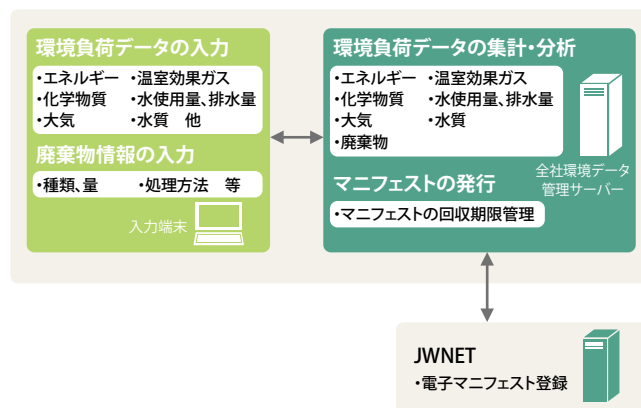 環境負荷データの入力
・エネルギー ・温室効果ガス
・化学物質 ・水使用量、排水量
・大気 ・水質　他
廃棄物情報の入力
・種類、量 ・処理方法　等
入力端末
環境負荷データの集計・分析
・エネルギー ・温室効果ガス
・化学物質 ・水使用量、排水量
・大気 ・水質
・廃棄物
全社環境データ
管理サーバー
マニフェストの発行
・マニフェストの回収期限管理
JWNET
・電子マニフェスト登録